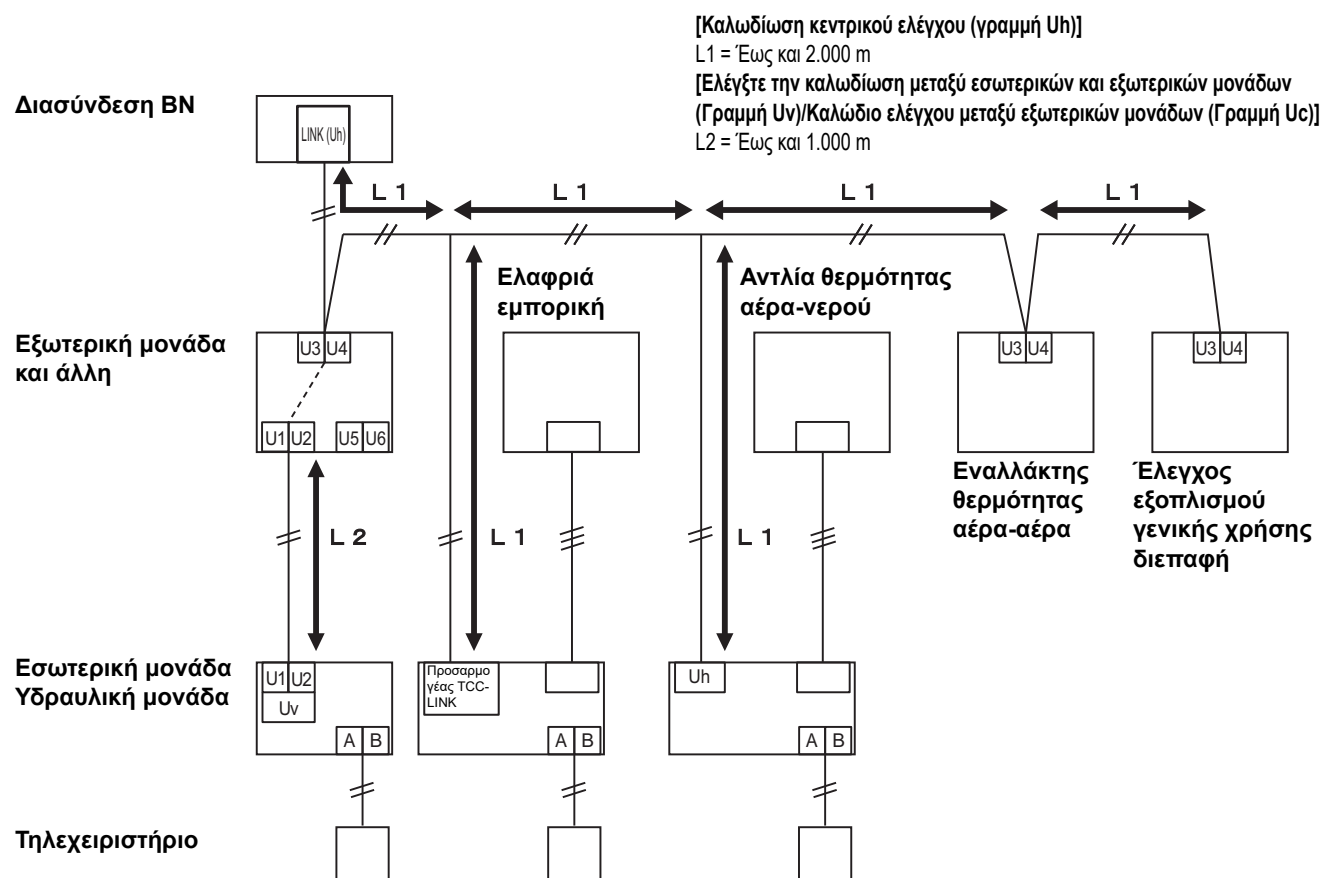 [Καλωδίωση κεντρικού ελέγχου (γραμμή Uh)]
L1 = Έως και 2.000 m
[Ελέγξτε την καλωδίωση μεταξύ εσωτερικών και εξωτερικών μονάδων
(Γραμμή Uv)/Καλώδιο ελέγχου μεταξύ εξωτερικών μονάδων (Γραμμή Uc)]
L2 = Έως και 1.000 m
Διασύνδεση BN
LINK (Uh)
L 1
L 1
L 1
L 1
Ελαφριά
εμπορική
Αντλία θερμότητας
αέρα-νερού
Εξωτερική μονάδα
και άλλη
U3 U4
U1 U2
U5 U6
U3 U4
U3 U4
Εναλλάκτης
θερμότητας
αέρα-αέρα
Έλεγχος
εξοπλισμού
γενικής χρήσης
διεπαφή
L 2
L 1
L 1
Εσωτερική μονάδα
Υδραυλική μονάδα
U1 U2
Uv
A B
Προσαρμο
γέας TCC-
LINK
A B
Uh
A B
Τηλεχειριστήριο